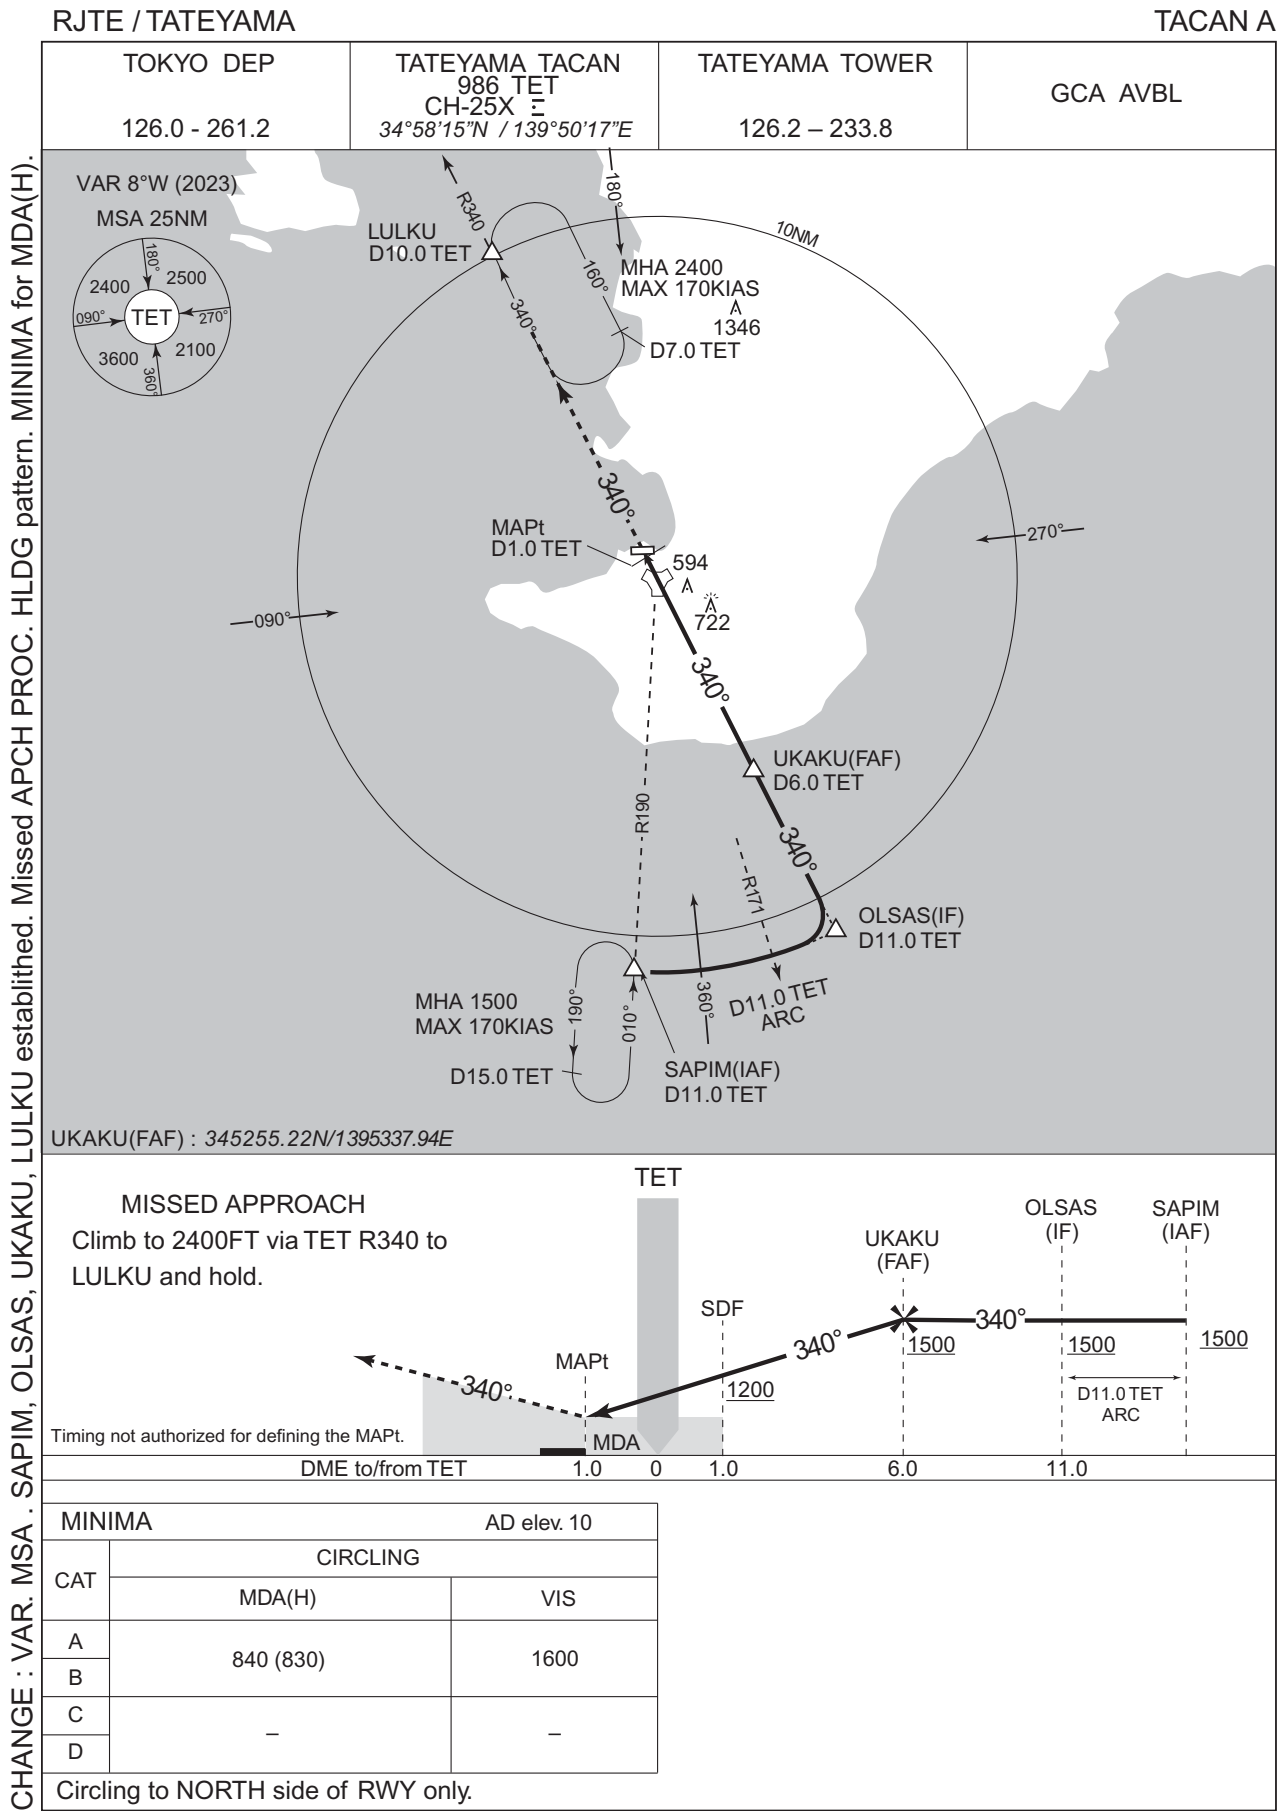 RJTE / TATEYAMA
TACAN A
TOKYO DEP
126.0 - 261.2
TATEYAMA TACAN
986 TET
CH-25X
34°58’15”N / 139°50’17”E
TATEYAMA TOWER
126.2 – 233.8
GCA AVBL
CHANGE : VAR. MSA . SAPIM, OLSAS, UKAKU, LULKU establithed. Missed APCH PROC. HLDG pattern. MINIMA for MDA(H).
VAR 8°W (2023)
MSA 25NM
180°
2400
2500
090°
TET
270°
3600
2100
360°
R340
180°
LULKU
D10.0 TET
10NM
160°
MHA 2400
MAX 170KIAS
1346
340°
D7.0 TET
340°
MAPt
D1.0 TET
594
270°
090°
722
340°
UKAKU(FAF)
D6.0 TET
R190
340°
R171
OLSAS(IF)
D11.0 TET
MHA 1500
MAX 170KIAS
190°
010°
360°
D11.0 TET
ARC
D15.0 TET
SAPIM(IAF)
D11.0 TET
UKAKU(FAF) : 345255.22N/1395337.94E
MISSED APPROACH
Climb to 2400FT via TET R340 to
LULKU and hold.
TET
OLSAS
(IF)
SAPIM
(IAF)
UKAKU
(FAF)
SDF
340°
340°
1500
1500
1500
MAPt
340°
1200
D11.0 TET
ARC
Timing not authorized for defining the MAPt.
MDA
DME to/from TET
1.0
0
1.0
6.0
11.0
MINIMA
AD elev. 10
CAT
CIRCLING
MDA(H)
VIS
A
B
840 (830)
1600
C
D
–
–
Circling to NORTH side of RWY only.